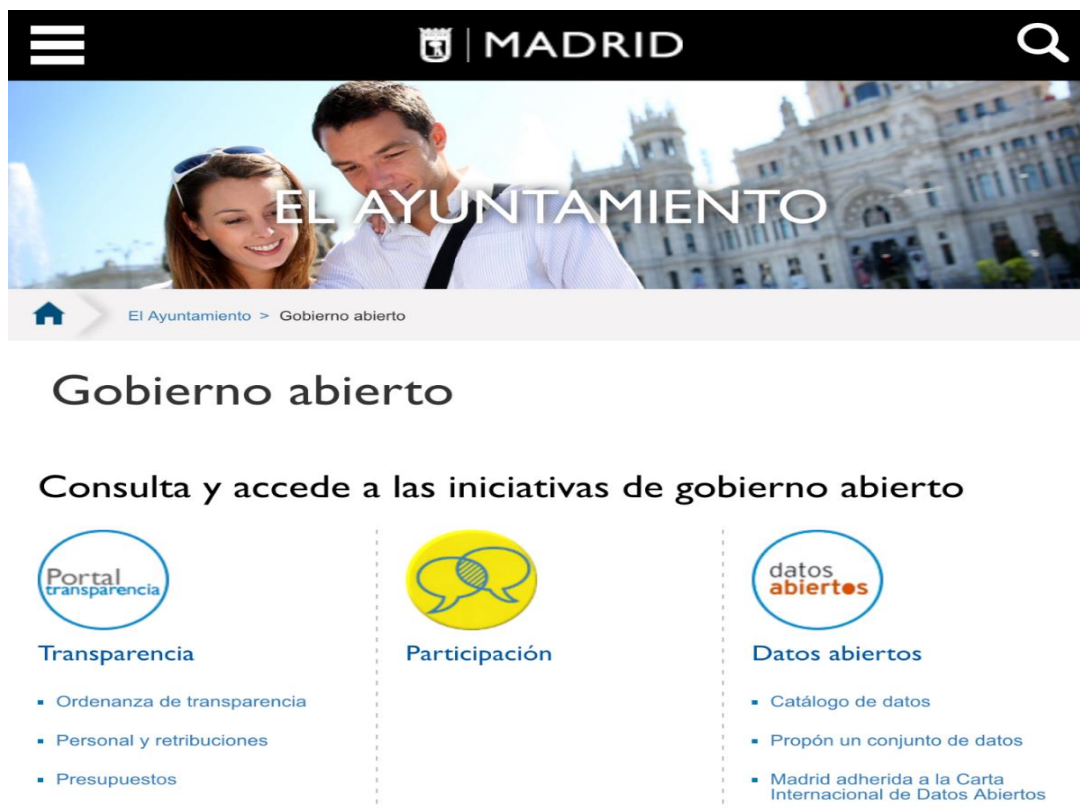 MADRID
EL AYUNTAMIENTO
El Ayuntamiento > Gobierno abierto
Gobierno abierto
Consulta y accede a las iniciativas de gobierno abierto
Portal
transparencia
Transparencia
Ordenanza de transparencia
Personal y retribuciones
Presupuestos
Participación
datos
abiertos
Datos abiertos
Catálogo de datos
Propón un conjunto de datos
Madrid adherida a la Carta
Internacional de Datos Abiertos